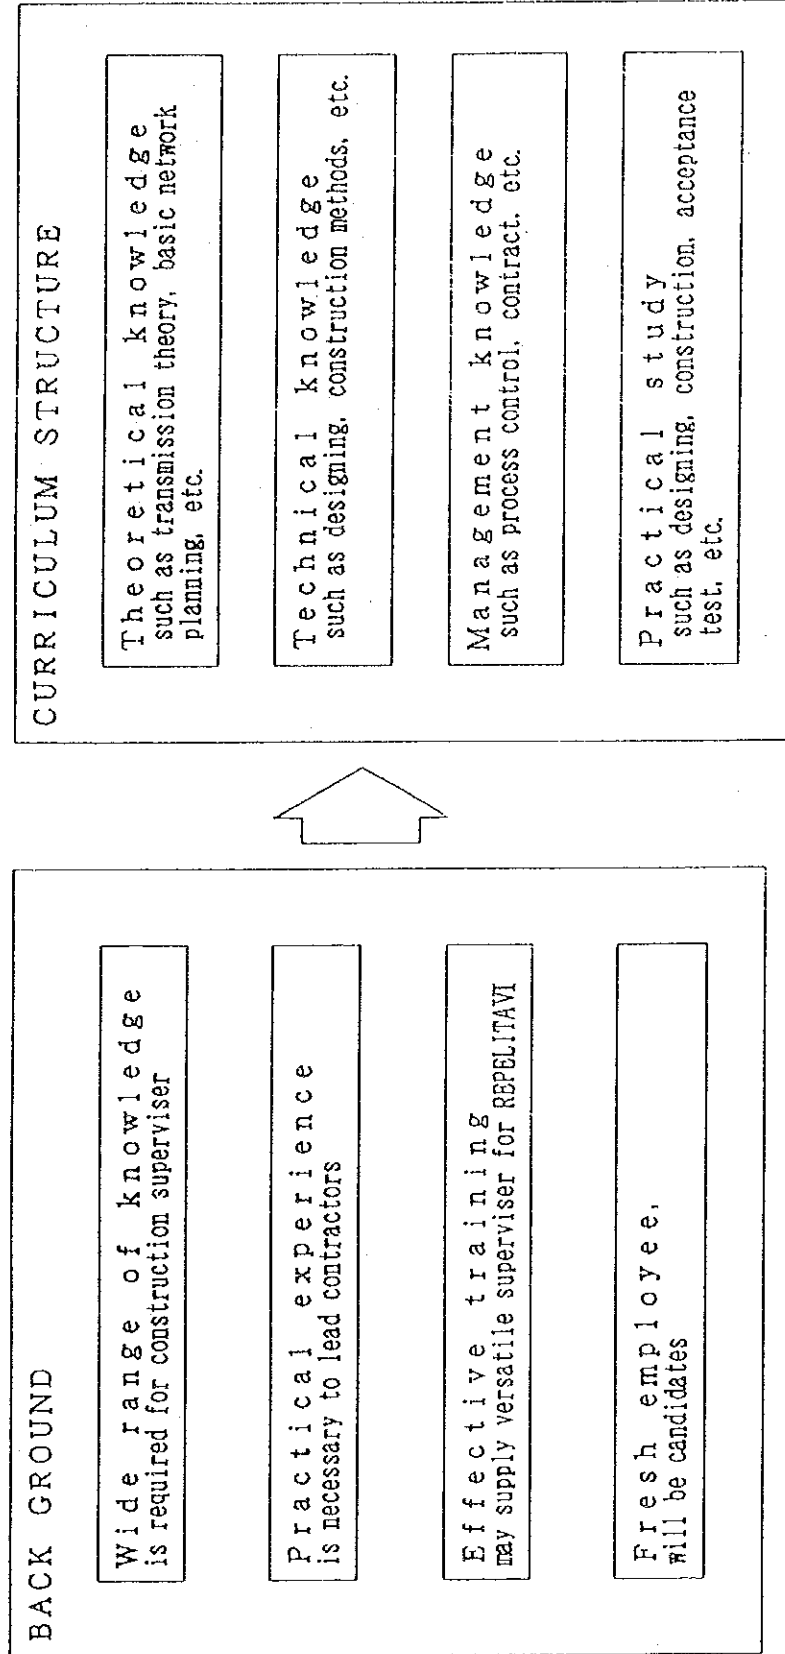 BACK GROUND
Wide range of knowledge
is required for construction superviser
Practical experience
is necessary to lead contractors
Effective training
may supply versatile superviser for REPELITAVI
Fresh employee,
will be candidates
CURRICULUM STRUCTURE
Theoretical knowledge
such as transmission theory, basic network
planning, etc.
Technical knowledge
such as designing, construction methods, etc.
Management knowledge
such as process control, contract, etc.
Practical study
such as designing, construction, acceptance
test, etc.